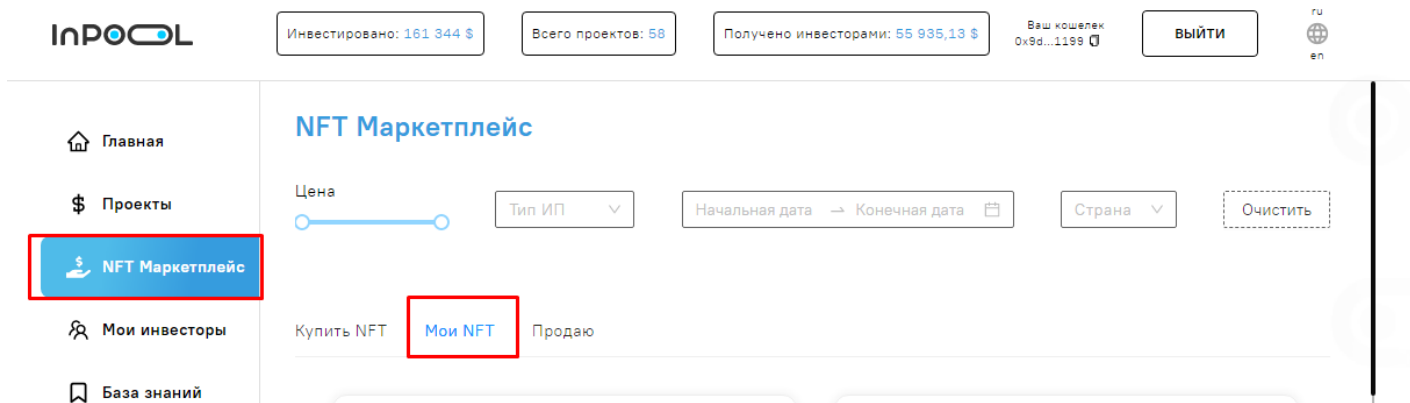 InPOOL
Инвестировано: 161 344 $
Всего проектов: 58
Получено инвесторами: 55 935,13 $
Ваш кошелек
0x9d...1199
ВЫЙТИ
ru
en
Главная
Проекты
NFT Маркетплейс
Мои инвесторы
База знаний
NFT Маркетплейс
Цена
Тип ИП
Начальная дата → Конечная дата
Страна
Очистить
Купить NFT
Мои NFT
Продаю